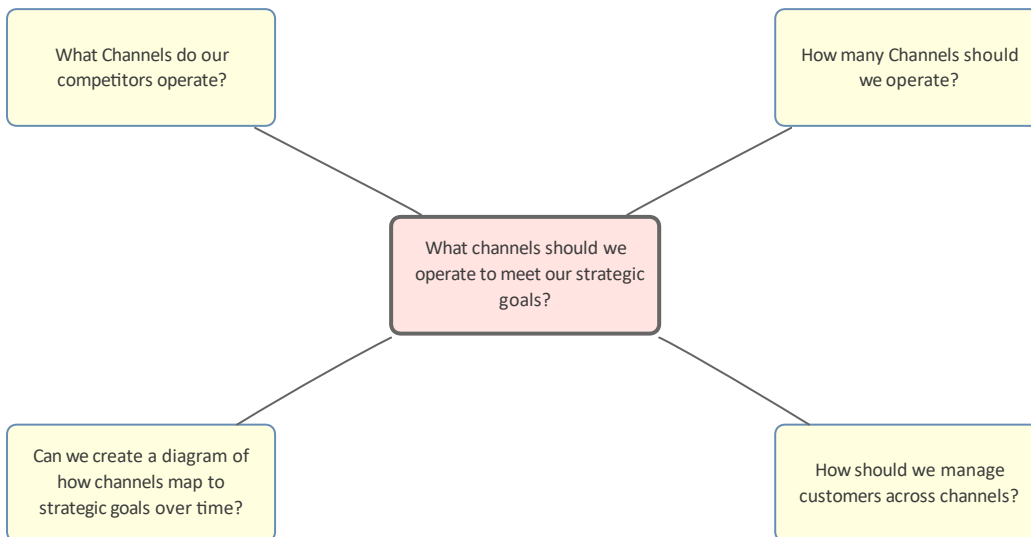 What Channels do our
competitors operate?
How many Channels should
we operate?
What channels should we
operate to meet our strategic
goals?
Can we create a diagram of
how channels map to
strategic goals over time?
How should we manage
customers across channels?